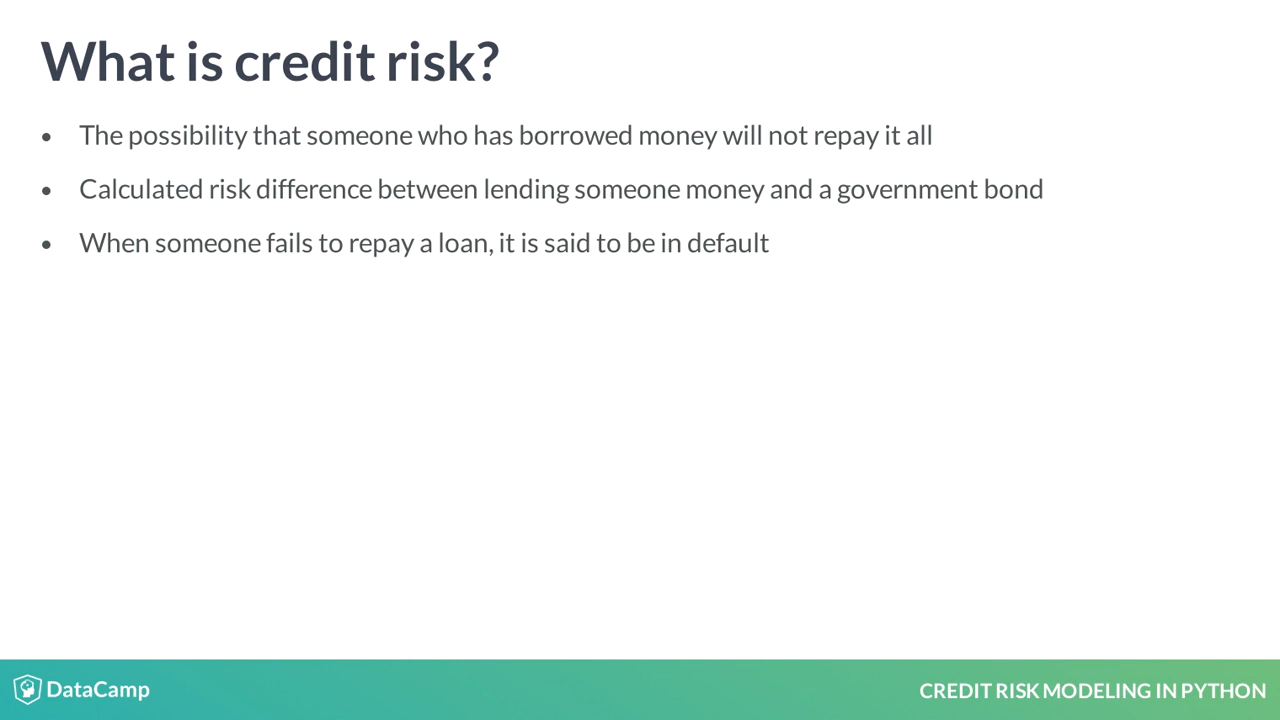 What is credit risk?
• The possibility that someone who has borrowed money will not repay it all
• Calculated risk difference between lending someone money and a government bond
• When someone fails to repay a loan, it is said to be in default
DataCamp
CREDIT RISK MODELING IN PYTHON